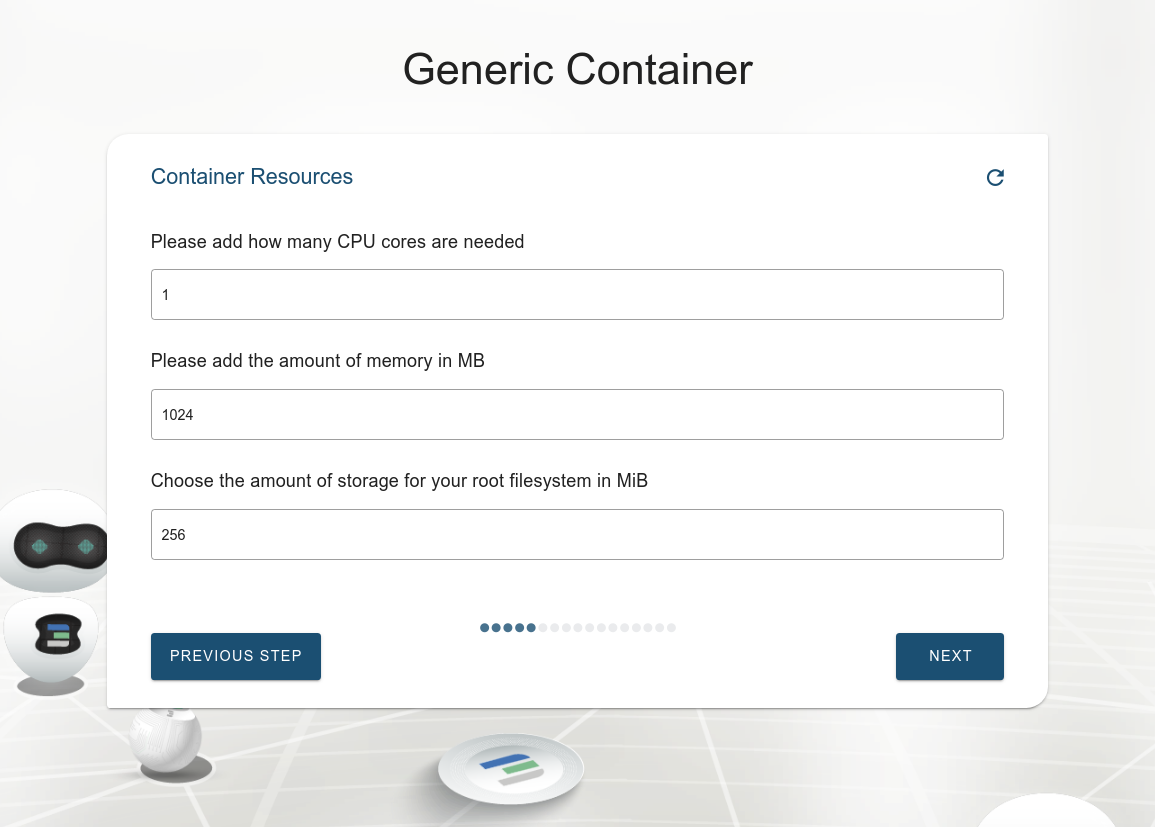 Generic Container
Container Resources
Please add how many CPU cores are needed
1
Please add the amount of memory in MB
1024
Choose the amount of storage for your root filesystem in MiB
256
PREVIOUS STEP
NEXT